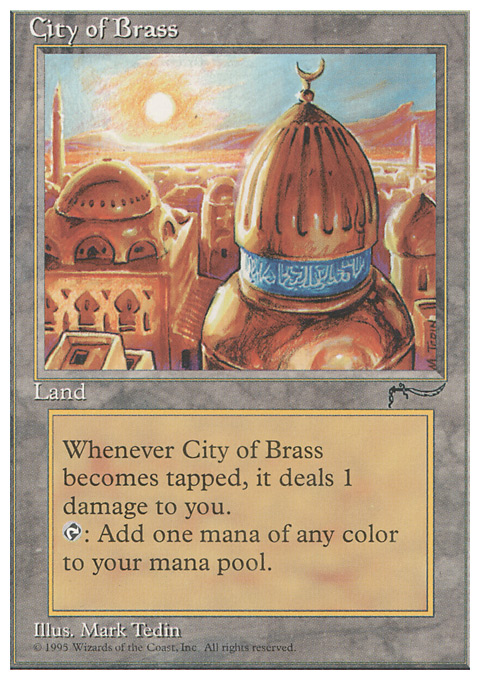 City of Brass
M. TEDIN
Land
Whenever City of Brass
becomes tapped, it deals 1
damage to you.
: Add one mana of any color
to your mana pool.
Illus. Mark Tedin
© 1995 Wizards of the Coast, Inc. All rights reserved.